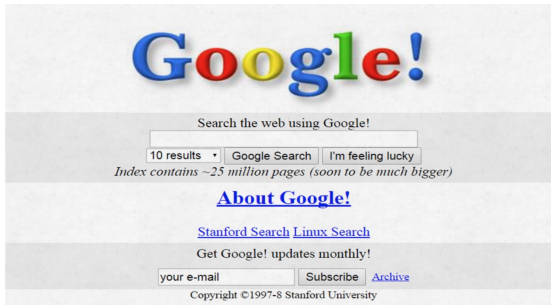 Google!
Search the web using Google!
10 results Google Search I'm feeling lucky
Index contains ~25 million pages (soon to be much bigger)
About Google!
Stanford Search Linux Search
Get Google! updates monthly!
your e-mail Subscribe Archive
Copyright ©1997-8 Stanford University